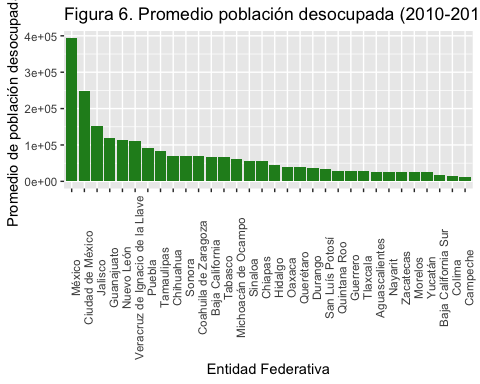 Figura 6. Promedio población desocupada (2010-201
Promedio de población desocupad
4e+05
3e+05
2e+05
1e+05
0e+00
México
Ciudad de México
Jalisco
Guanajuato
Nuevo León
Veracruz de Ignacio de la Llave
Puebla
Tamaulipas
Chihuahua
Sonora
Coahuila de Zaragoza
Baja California
Tabasco
Michoacán de Ocampo
Sinaloa
Chiapas
Hidalgo
Oaxaca
Querétaro
Durango
San Luis Potosí
Quintana Roo
Guerrero
Tlaxcala
Aguascalientes
Nayarit
Zacatecas
Morelos
Yucatán
Baja California Sur
Colima
Campeche
Entidad Federativa